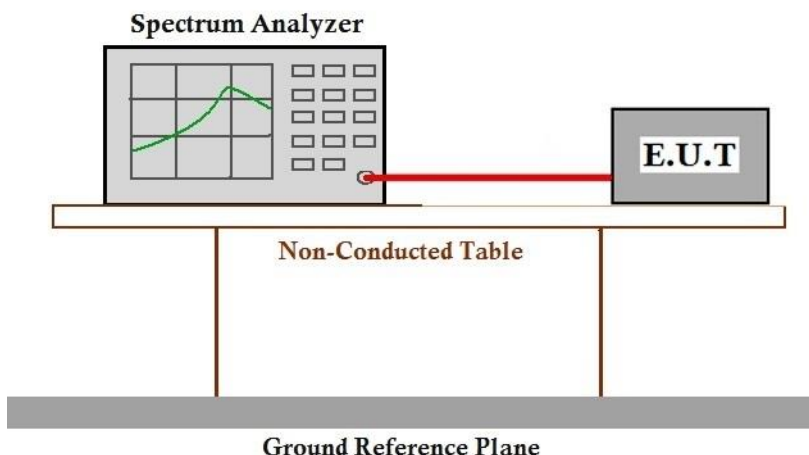 Spectrum Analyzer
E.U.T
Non-Conducted Table
Ground Reference Plane